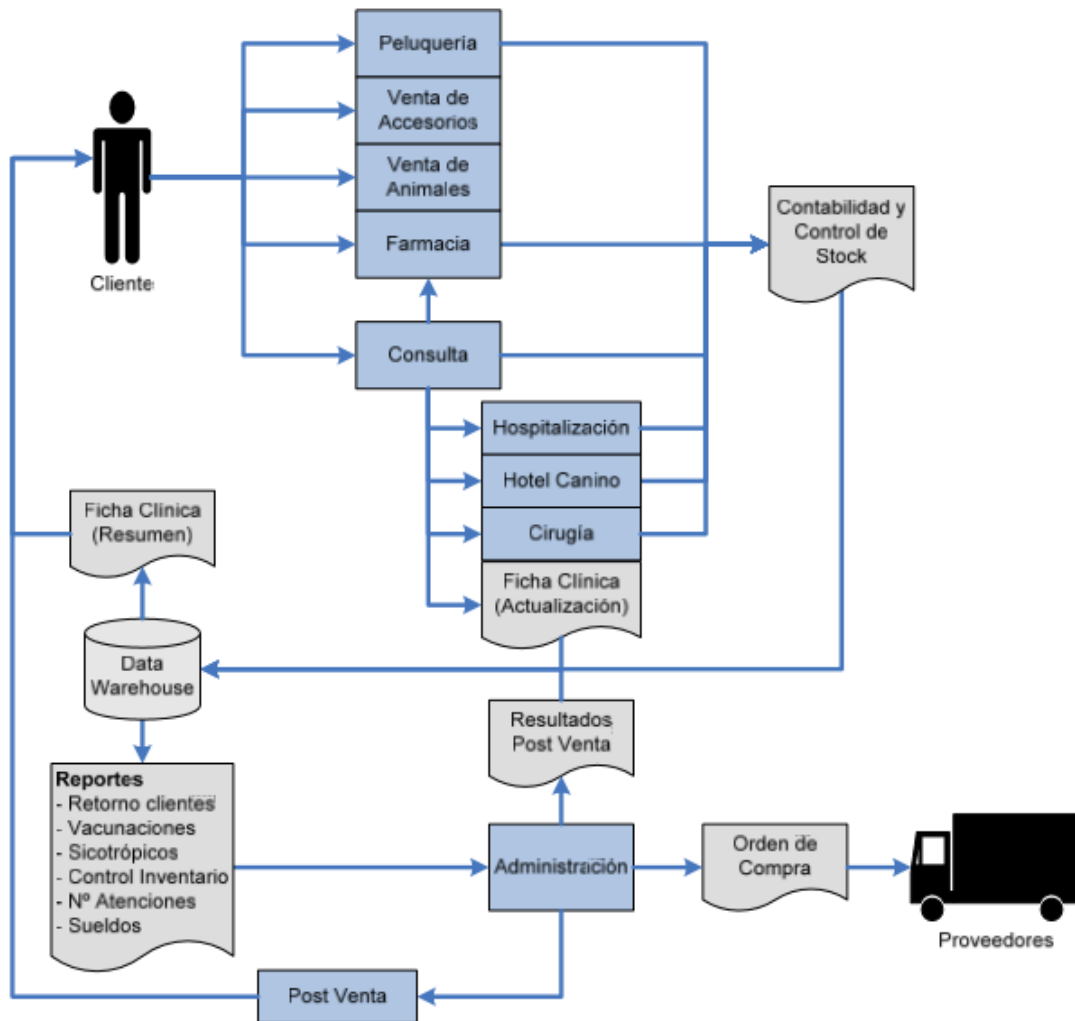 Peluquería
Venta de
Accesorios
Venta de
Animales
Farmacia
Cliente
Contabilidad y
Control de
Stock
Consulta
Hospitalización
Hotel Canino
Cirugía
Ficha Clínica
(Actualización)
Ficha Clínica
(Resumen)
Data
Warehouse
Resultados
Post Venta
Reportes
- Retorno clientes
- Vacunaciones
- Sicotrópicos
- Control Inventario
- Nº Atenciones
- Sueldos
Administración
Orden de
Compra
Proveedores
Post Venta